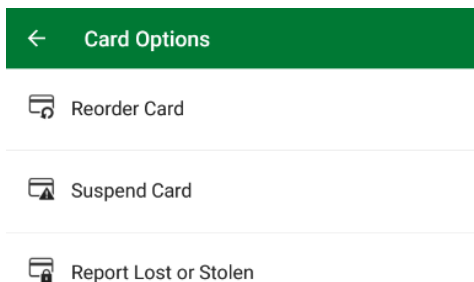 Card Options
Reorder Card
Suspend Card
Report Lost or Stolen